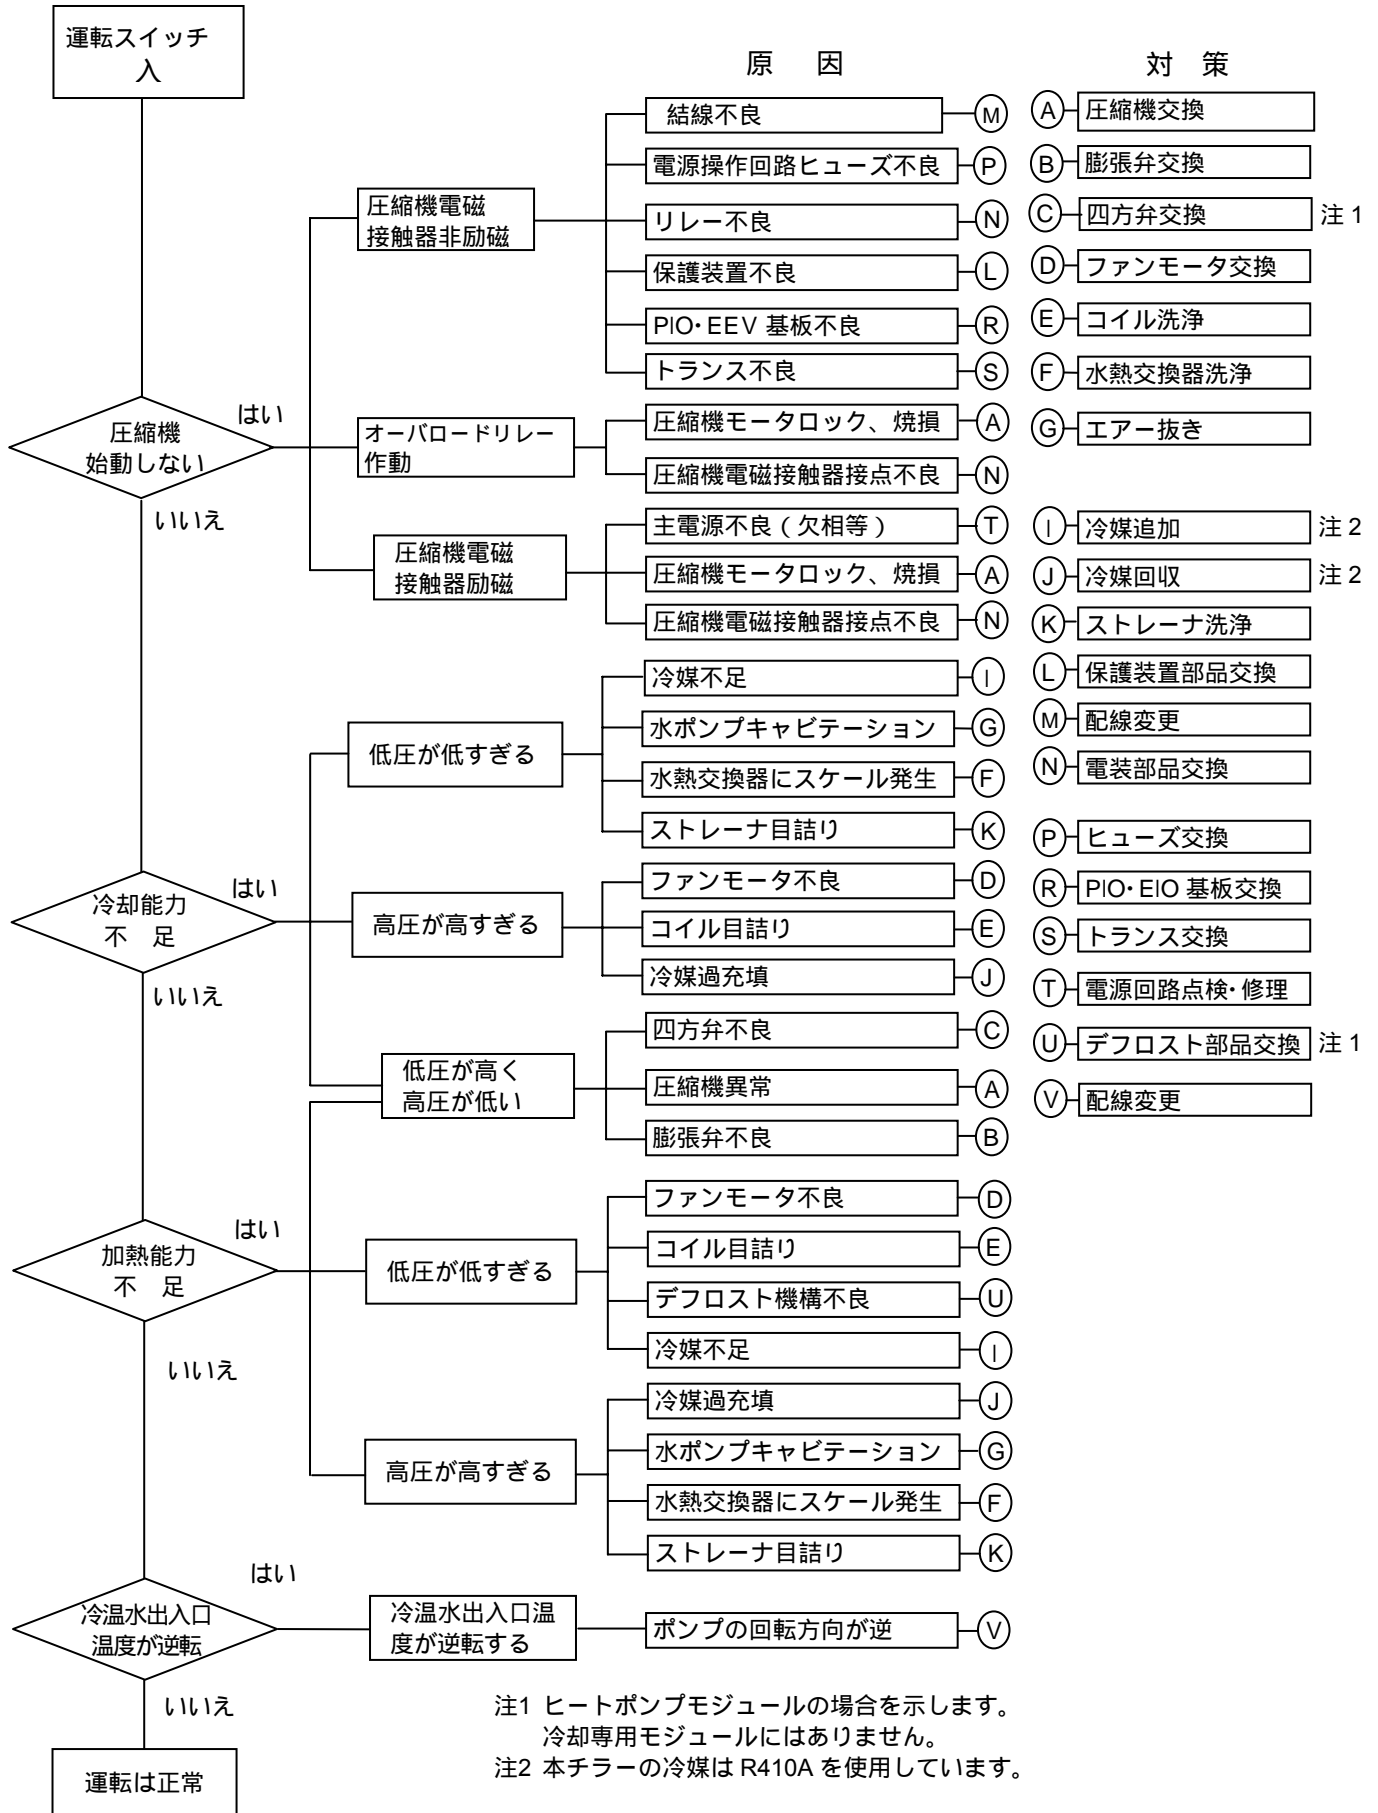 運転スイッチ
入
原 因
対 策
結線不良
M
電源操作回路ヒューズ不良
P
圧縮機電磁
接触器非励磁
リレー不良
N
保護装置不良
L
PIO・EEV 基板不良
R
トランス不良
S
はい
圧縮機
始動しない
オーバロードリレー
作動
圧縮機モータロック、焼損
A
圧縮機電磁接触器接点不良
N
いいえ
圧縮機電磁
接触器励磁
主電源不良(欠相等)
T
圧縮機モータロック、焼損
A
圧縮機電磁接触器接点不良
N
低圧が低すぎる
冷媒不足
I
水ポンプキャビテーション
G
水熱交換器にスケール発生
F
ストレーナ目詰り
K
はい
冷却能力
不 足
高圧が高すぎる
ファンモータ不良
D
コイル目詰り
E
冷媒過充填
J
いいえ
低圧が高く
高圧が低い
四方弁不良
C
圧縮機異常
A
膨張弁不良
B
はい
加熱能力
不 足
低圧が低すぎる
ファンモータ不良
D
コイル目詰り
E
デフロスト機構不良
U
冷媒不足
I
いいえ
高圧が高すぎる
冷媒過充填
J
水ポンプキャビテーション
G
水熱交換器にスケール発生
F
ストレーナ目詰り
K
はい
冷温水出入口
温度が逆転
冷温水出入口温
度が逆転する
ポンプの回転方向が逆
V
いいえ
運転は正常
A 圧縮機交換
B 膨張弁交換
C 四方弁交換 注 1
D ファンモータ交換
E コイル洗浄
F 水熱交換器洗浄
G エアー抜き
I 冷媒追加 注 2
J 冷媒回収 注 2
K ストレーナ洗浄
L 保護装置部品交換
M 配線変更
N 電装部品交換
P ヒューズ交換
R PIO・EIO 基板交換
S トランス交換
T 電源回路点検・修理
U デフロスト部品交換 注 1
V 配線変更
注1 ヒートポンプモジュールの場合を示します。
冷却専用モジュールにはありません。
注2 本チラーの冷媒は R410A を使用しています。